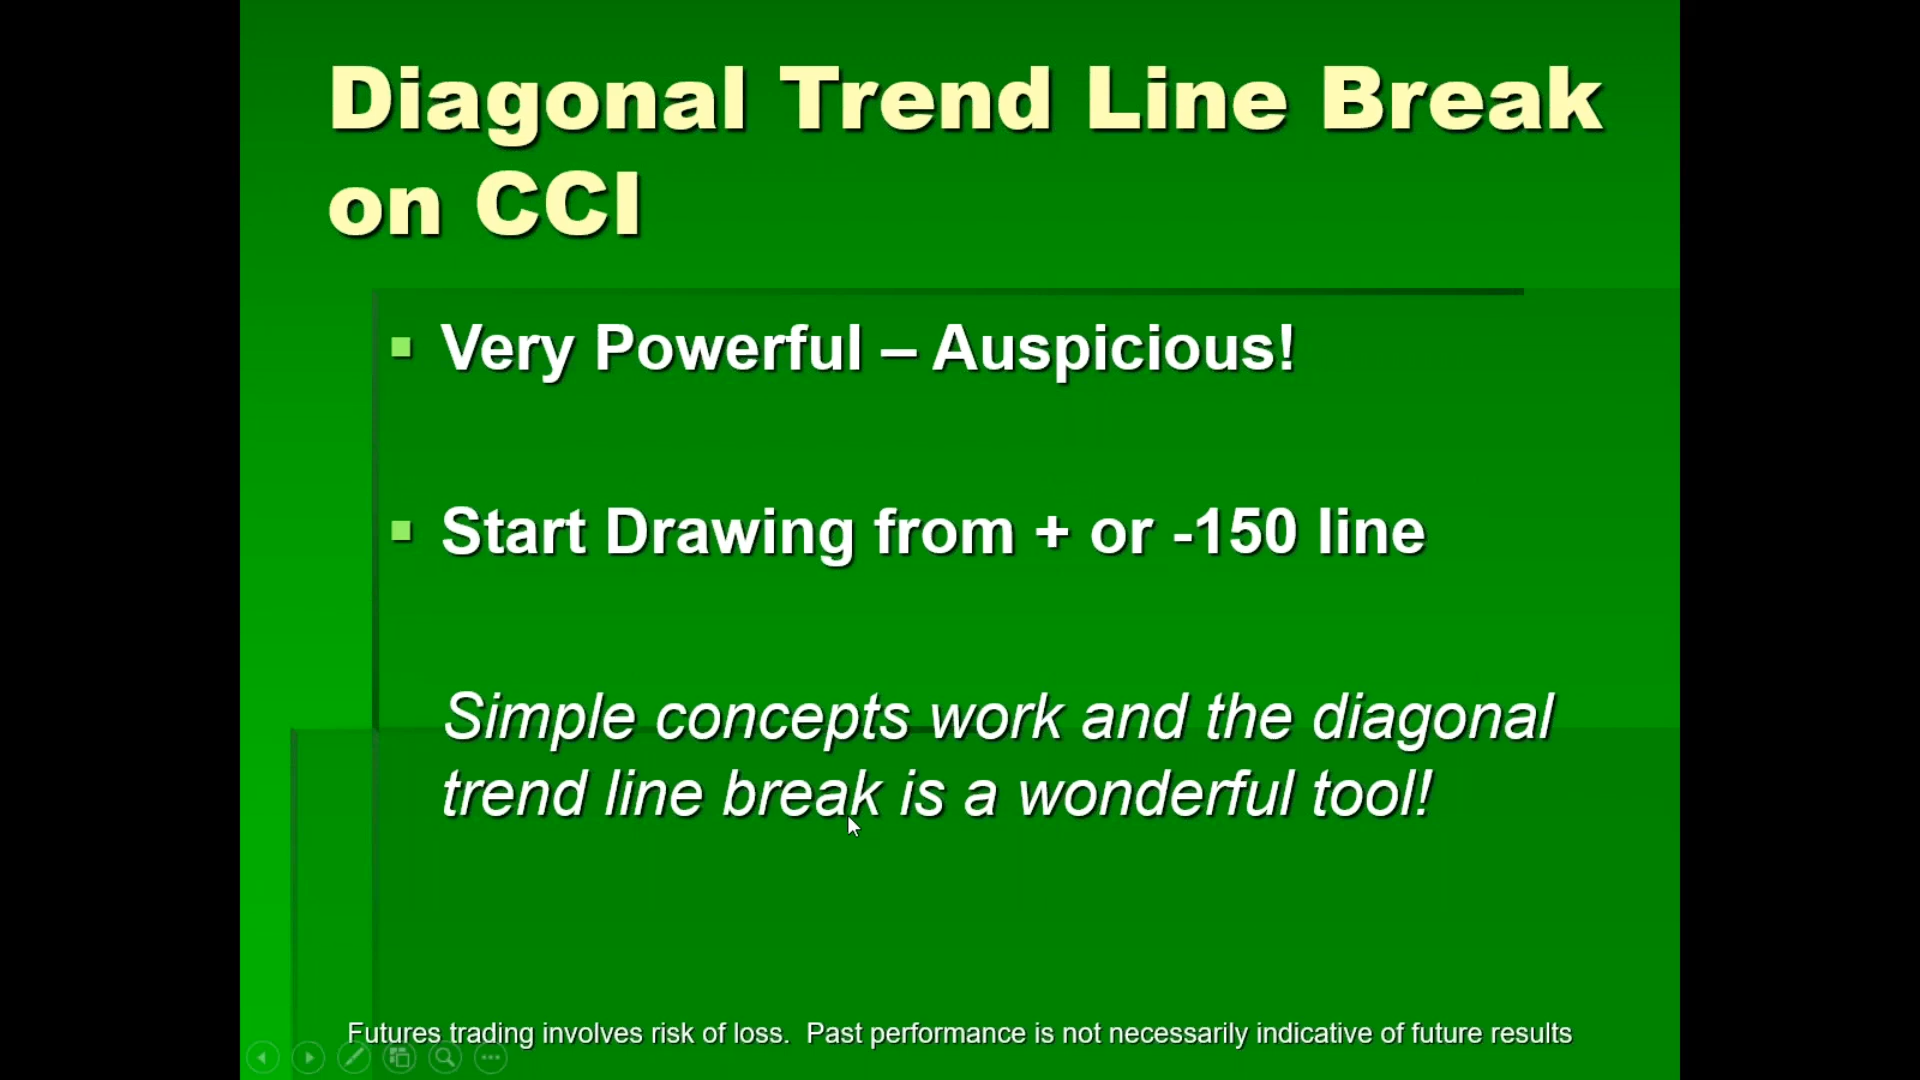 Diagonal Trend Line Break
on CCI
Very Powerful – Auspicious!
Start Drawing from + or -150 line
Simple concepts work and the diagonal
trend line break is a wonderful tool!
Futures trading involves risk of loss.  Past performance is not necessarily indicative of future results